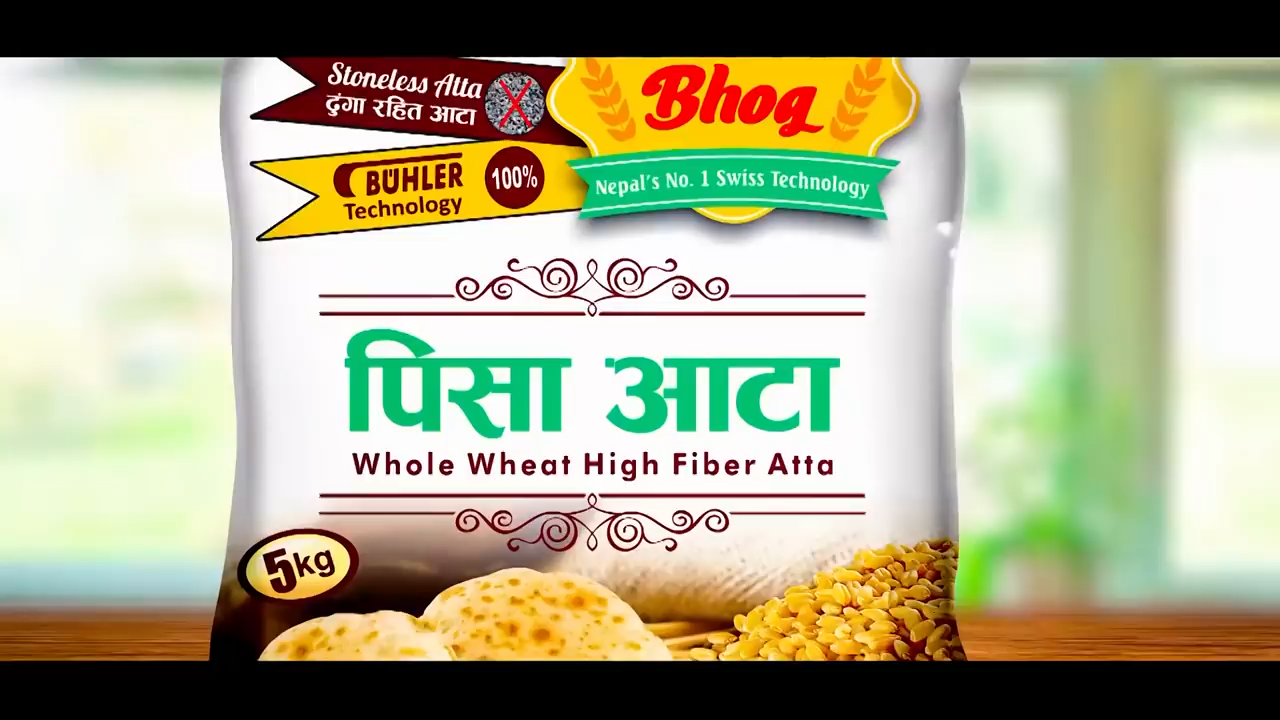 Stoneless Atta
ढुंगा रहित आटा
BÜHLER
Technology
100%
Bhog
Nepal's No. 1 Swiss Technology
पिसा आटा
Whole Wheat High Fiber Atta
5kg